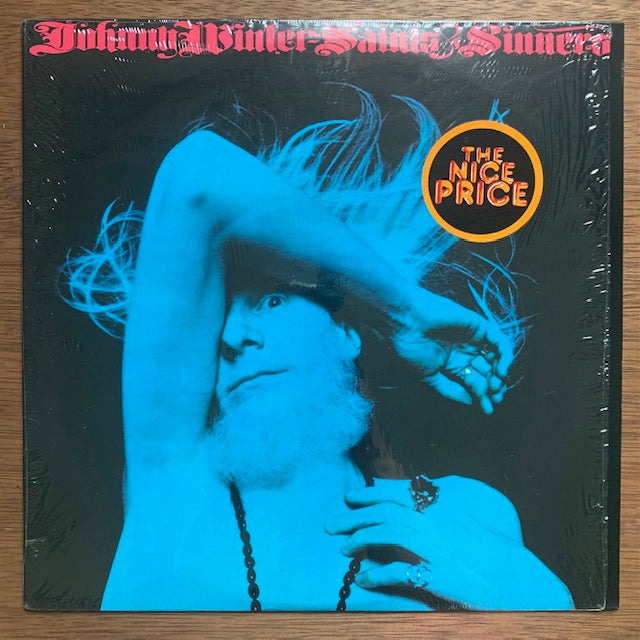 Johnny Winter Saints & Sinners
THE
NICE
PRICE